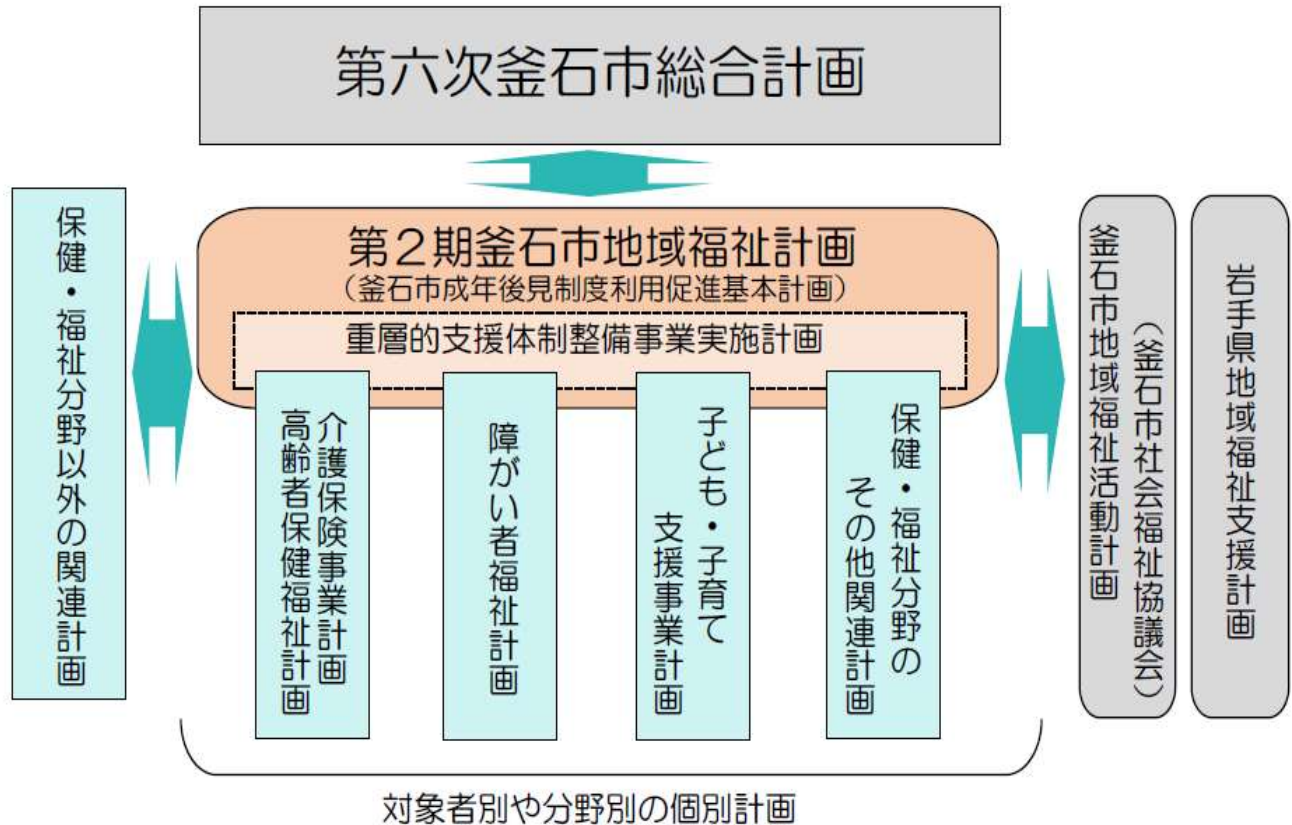 第六次釜石市総合計画
保健・福祉分野以外の関連計画
第２期釜石市地域福祉計画
（釜石市成年後見制度利用促進基本計画）
重層的支援体制整備事業実施計画
介護保険事業計画
高齢者保健福祉計画
障がい者福祉計画
子ども・子育て
支援事業計画
保健・福祉分野の
その他関連計画
（釜石市社会福祉協議会）
釜石市地域福祉活動計画
岩手県地域福祉支援計画
対象者別や分野別の個別計画